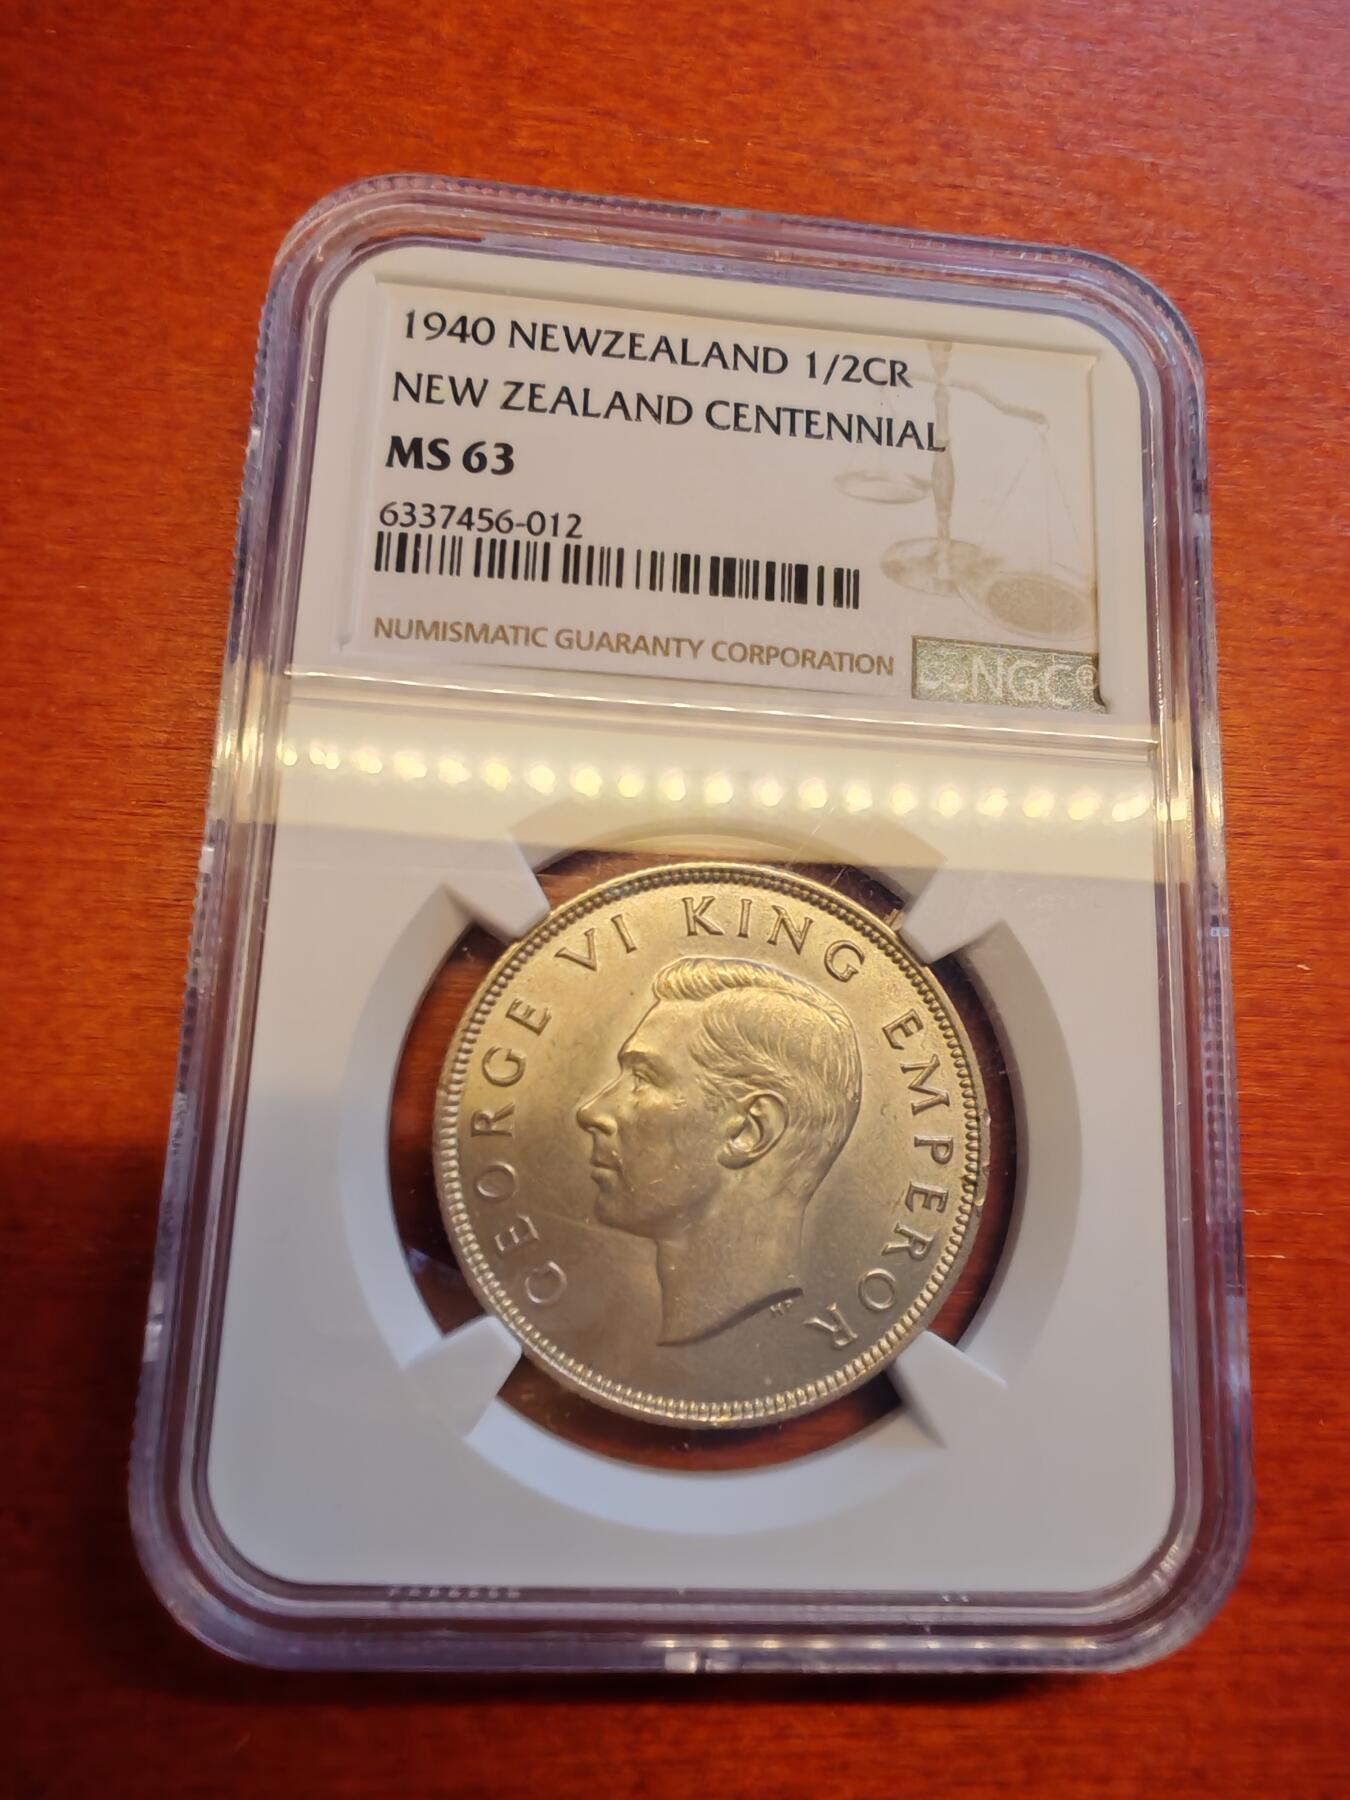 1940 NEWZEALAND 1/2CR
NEW ZEALAND CENTENNIAL
MS 63
6337456-012
NUMISMATIC GUARANTY CORPORATION
NGC
GEORGE VI KING EMPEROR
HP